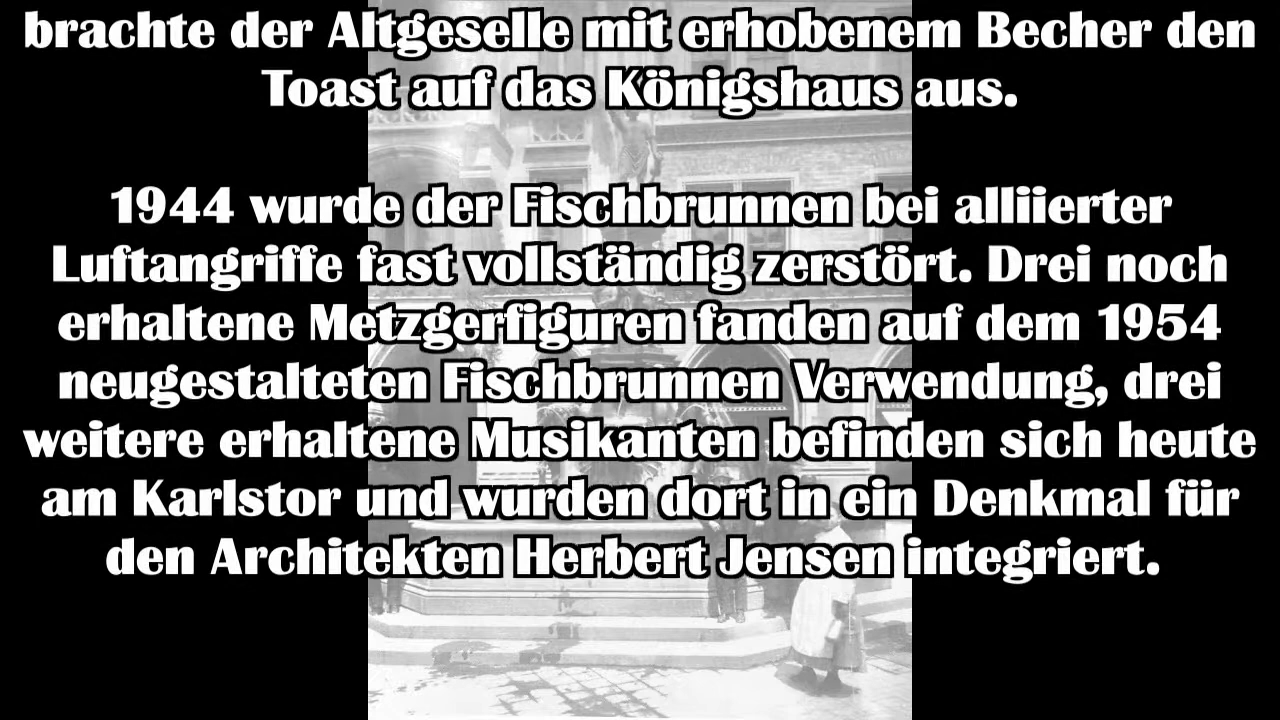 brachte der Altgeselle mit erhobenem Becher den
Toast auf das Königshaus aus.
1944 wurde der Fischbrunnen bei alliierter
Luftangriffe fast vollständig zerstört. Drei noch
erhaltene Metzgerfiguren fanden auf dem 1954
neugestalteten Fischbrunnen Verwendung, drei
weitere erhaltene Musikanten befinden sich heute
am Karlstor und wurden dort in ein Denkmal für
den Architekten Herbert Jensen integriert.